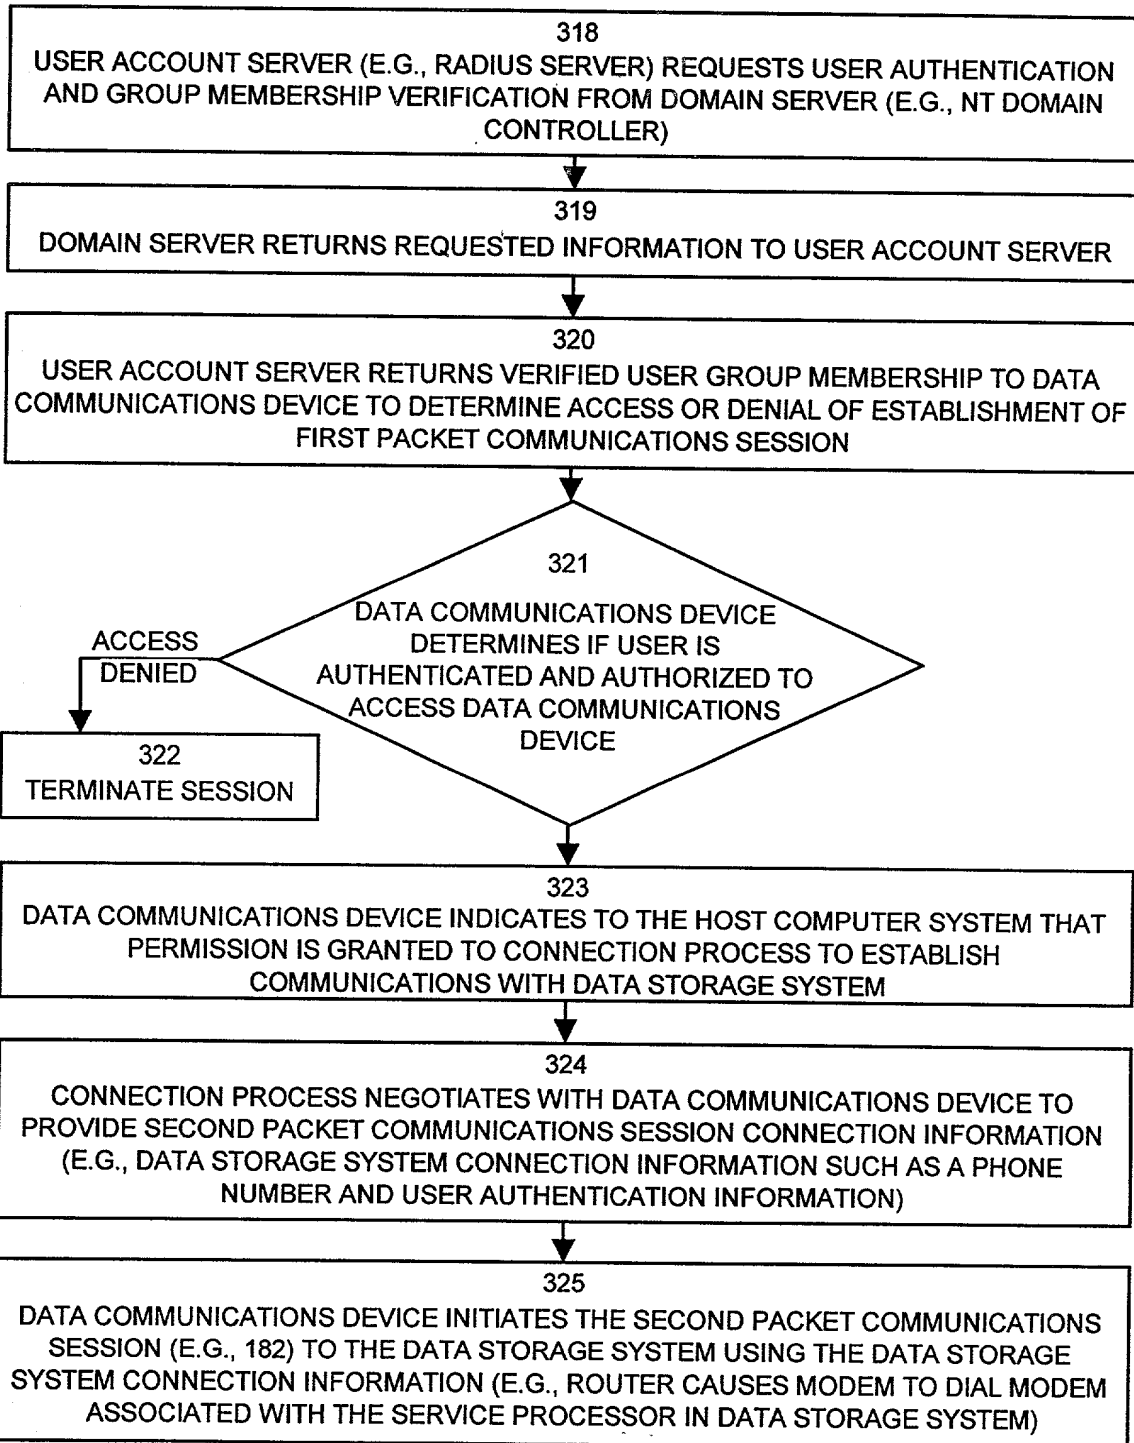 318
USER ACCOUNT SERVER (E.G., RADIUS SERVER) REQUESTS USER AUTHENTICATION
AND GROUP MEMBERSHIP VERIFICATION FROM DOMAIN SERVER (E.G., NT DOMAIN
CONTROLLER)
319
DOMAIN SERVER RETURNS REQUESTED INFORMATION TO USER ACCOUNT SERVER
320
USER ACCOUNT SERVER RETURNS VERIFIED USER GROUP MEMBERSHIP TO DATA
COMMUNICATIONS DEVICE TO DETERMINE ACCESS OR DENIAL OF ESTABLISHMENT OF
FIRST PACKET COMMUNICATIONS SESSION
321
DATA COMMUNICATIONS DEVICE
DETERMINES IF USER IS
AUTHENTICATED AND AUTHORIZED TO
ACCESS DATA COMMUNICATIONS
DEVICE
ACCESS
DENIED
322
TERMINATE SESSION
323
DATA COMMUNICATIONS DEVICE INDICATES TO THE HOST COMPUTER SYSTEM THAT
PERMISSION IS GRANTED TO CONNECTION PROCESS TO ESTABLISH
COMMUNICATIONS WITH DATA STORAGE SYSTEM
324
CONNECTION PROCESS NEGOTIATES WITH DATA COMMUNICATIONS DEVICE TO
PROVIDE SECOND PACKET COMMUNICATIONS SESSION CONNECTION INFORMATION
(E.G., DATA STORAGE SYSTEM CONNECTION INFORMATION SUCH AS A PHONE
NUMBER AND USER AUTHENTICATION INFORMATION)
325
DATA COMMUNICATIONS DEVICE INITIATES THE SECOND PACKET COMMUNICATIONS
SESSION (E.G., 182) TO THE DATA STORAGE SYSTEM USING THE DATA STORAGE
SYSTEM CONNECTION INFORMATION (E.G., ROUTER CAUSES MODEM TO DIAL MODEM
ASSOCIATED WITH THE SERVICE PROCESSOR IN DATA STORAGE SYSTEM)